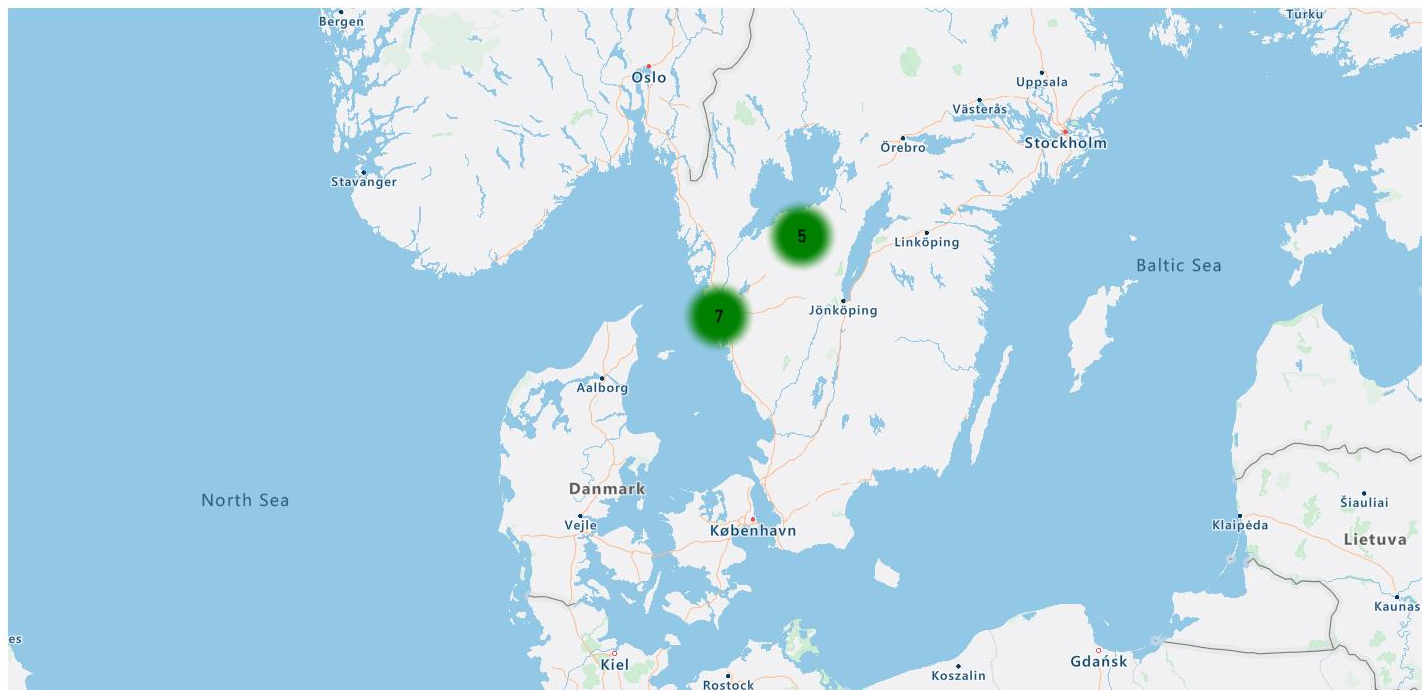 Bergen
Turku
Oslo
Uppsala
Västerås
Stockholm
Örebro
Stavanger
5
Linköping
Baltic Sea
7
Jönköping
Aalborg
Danmark
North Sea
Šiauliai
Vejle
København
Klaipėda
Lietuva
Kaunas
es
Kiel
Gdańsk
Koszalin
Rostock